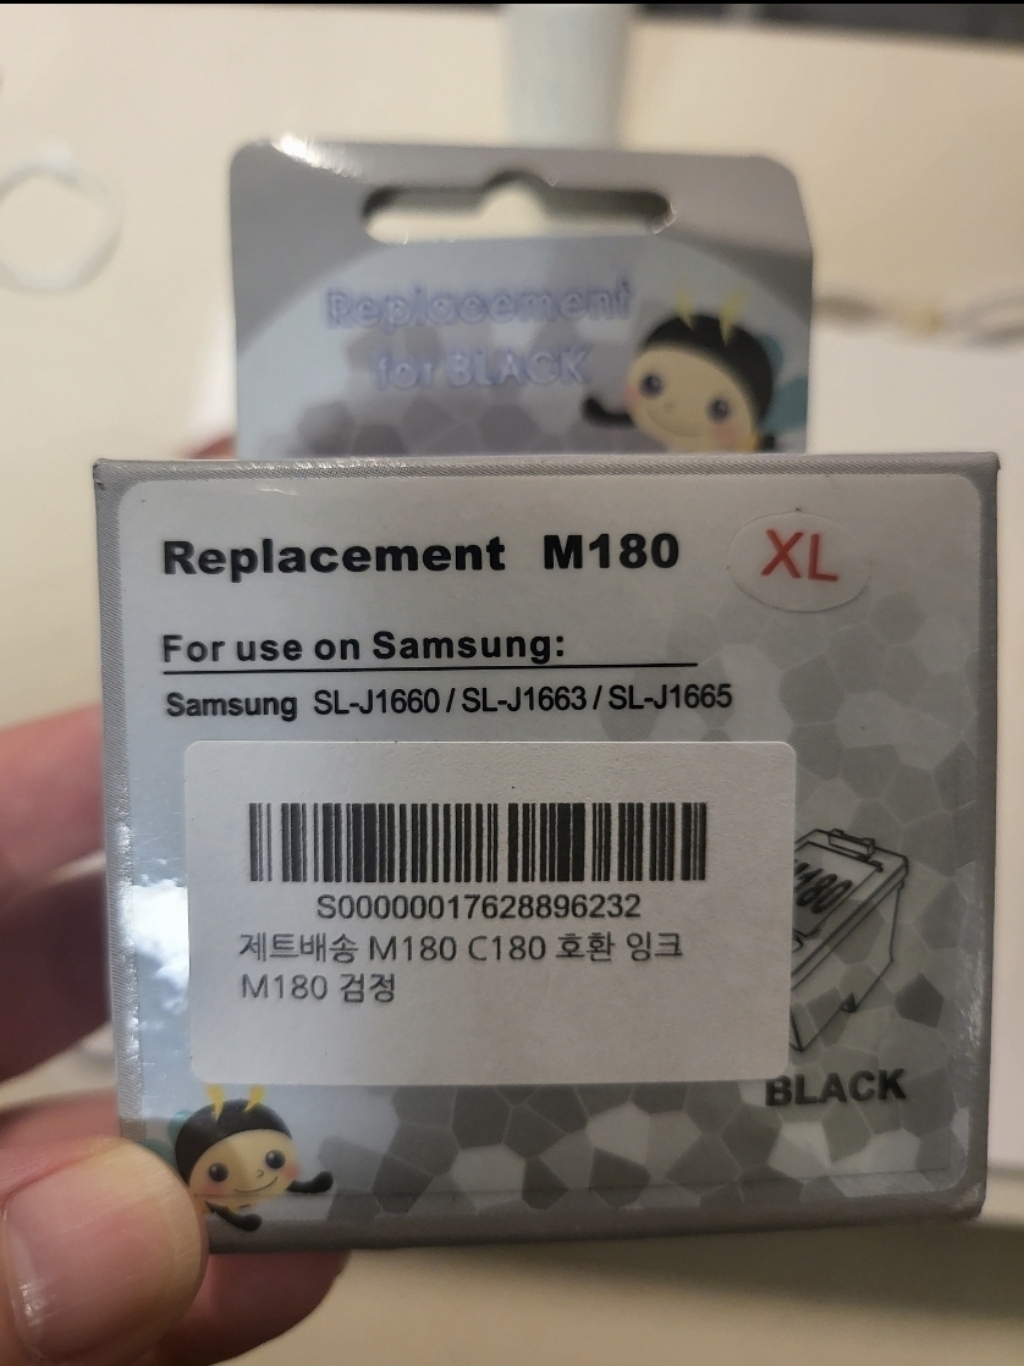 Replacement
for BLACK
Replacement M180 XL
For use on Samsung:
Samsung SL-J1660 / SL-J1663 / SL-J1665
S00000017628896232
제트배송 M180 C180 호환 잉크
M180 검정
M180
BLACK